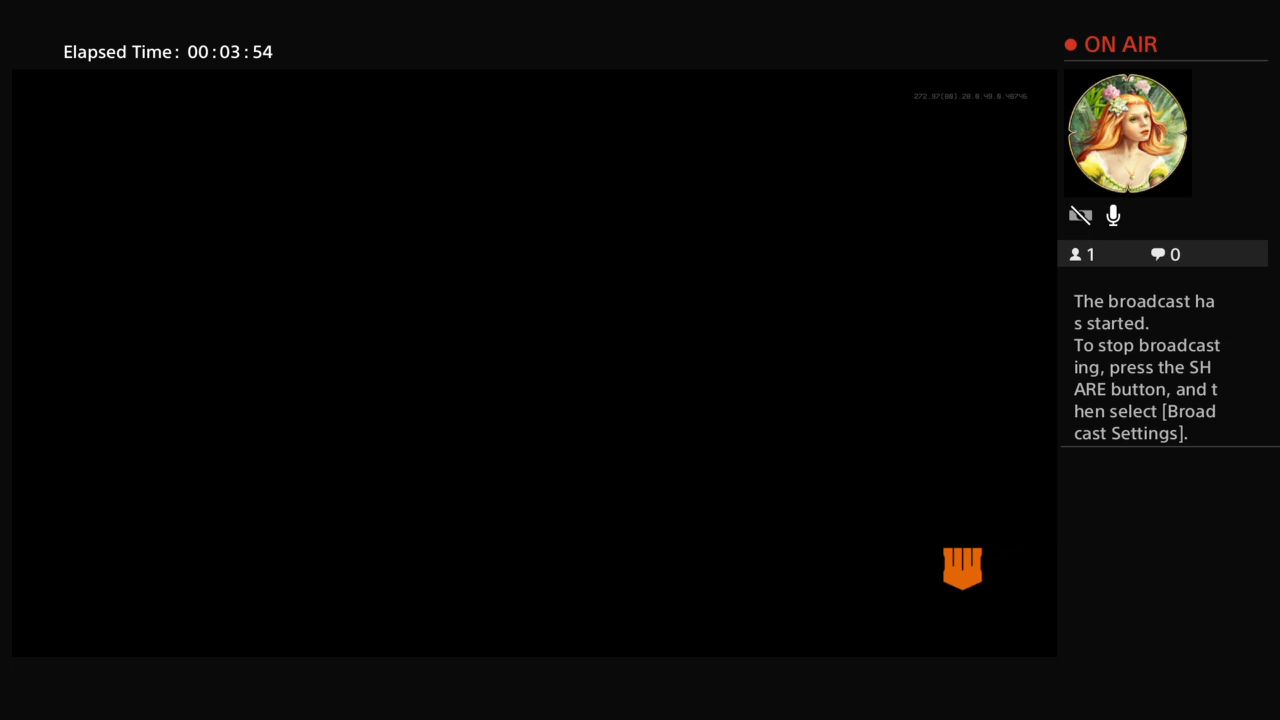 Elapsed Time: 00:03:54
ON AIR
1
0
The broadcast ha
s started.
To stop broadcast
ing, press the SH
ARE button, and t
hen select [Broad
cast Settings].